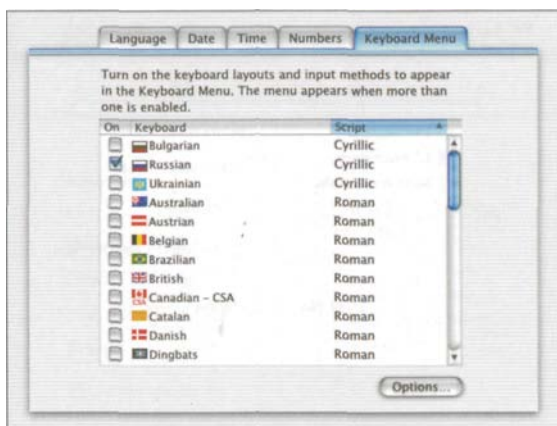 Language Date Time Numbers Keyboard Menu
Turn on the keyboard layouts and input methods to appear
in the Keyboard Menu. The menu appears when more than
one is enabled.
On Keyboard Script
Bulgarian Cyrillic
Russian Cyrillic
Ukrainian Cyrillic
Australian Roman
Austrian Roman
Belgian Roman
Brazilian Roman
British Roman
CSA Canadian – CSA Roman
Catalan Roman
Danish Roman
Dingbats Roman
Options...